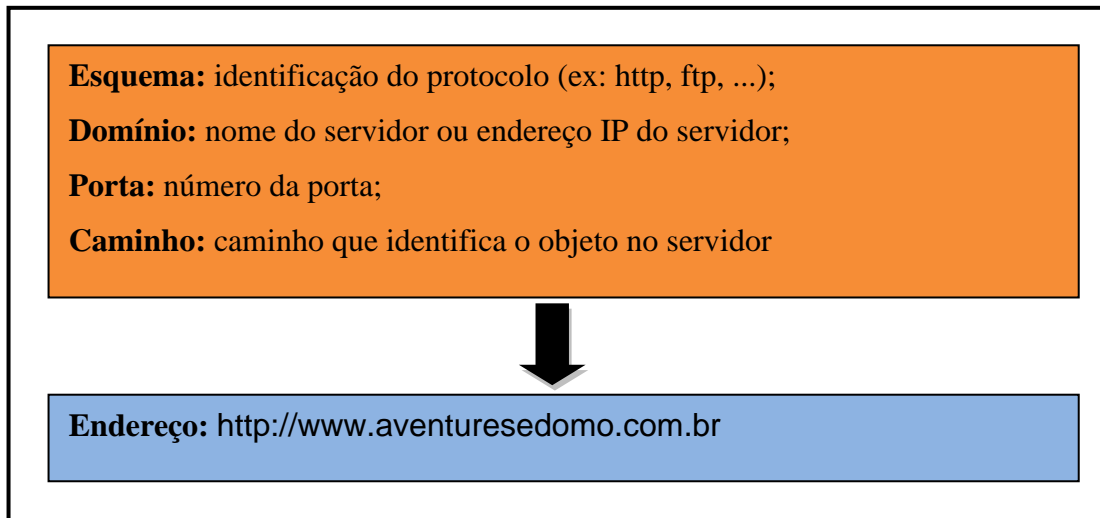 Esquema: identificação do protocolo (ex: http, ftp, ...);
Domínio: nome do servidor ou endereço IP do servidor;
Porta: número da porta;
Caminho: caminho que identifica o objeto no servidor
Endereço: http://www.aventuresedomo.com.br